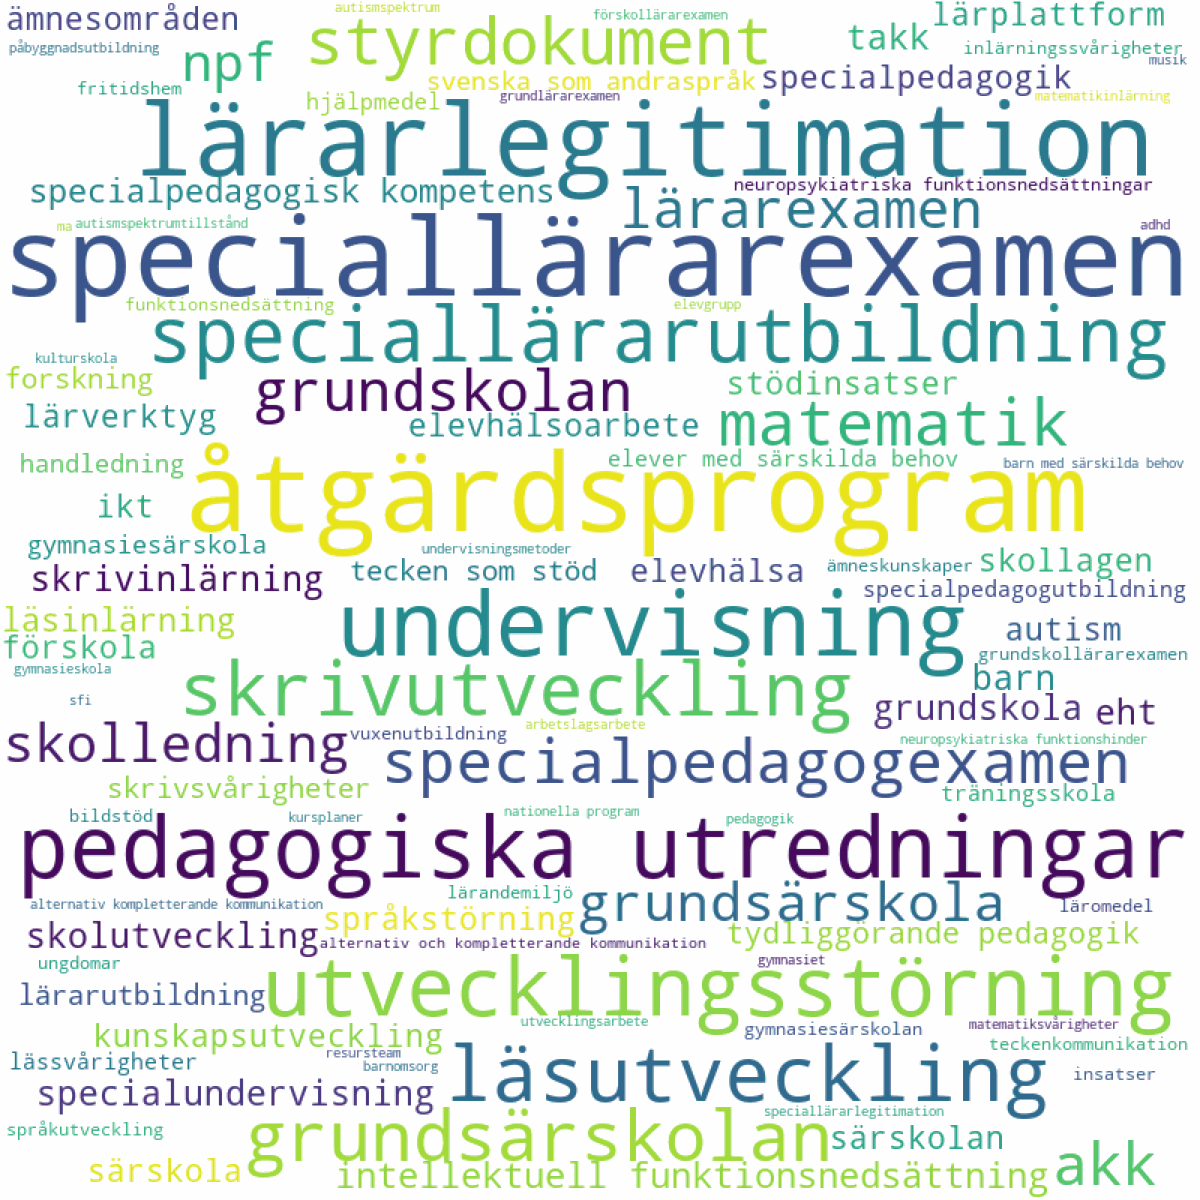 ämnesområden
autismspektrum
förskollärarexamen
lärplattform
påbyggnadsutbildning
npf
styrdokument
takk
inlärningssvårigheter
musik
fritidshem
svenska som andraspråk
specialpedagogik
hjälpmedel
grundlärarexamen
matematikinlärning
lärarlegitimation
specialpedagogisk kompetens
neuropsykiatriska funktionsnedsättningar
lärarexamen
ma
autismspektrumtillstånd
adhd
speciallärarexamen
funktionsnedsättning
elevgrupp
speciallärarutbildning
kulturskola
forskning
grundskolan
stödinsatser
lärverktyg
elevhälsoarbete
matematik
handledning
åtgärdsprogram
elever med särskilda behov
barn med särskilda behov
ikt
gymnasiesärskola
undervisningsmetoder
skollagen
skrivinlärning
tecken som stöd
elevhälsa
ämneskunskaper
specialpedagogutbildning
läsinlärning
undervisning
autism
förskola
grundskollärarexamen
gymnasieskola
skrivutveckling
barn
sfi
grundskola
eht
skolledning
vuxenutbildning
arbetslagsarbete
neuropsykiatriska funktionshinder
specialpedagogexamen
skrivsvårigheter
träningsskola
bildstöd
kursplaner
nationella program
pedagogik
pedagogiska utredningar
lärandemiljö
grundsärskola
alternativ kompletterande kommunikation
språkstörning
läromedel
skolutveckling
alternativ och kompletterande kommunikation
tydliggörande pedagogik
ungdomar
gymnasiet
lärarutbildning
utvecklingsstörning
kunskapsutveckling
utvecklingsarbete
gymnasiesärskolan
matematiksvårigheter
teckenkommunikation
lässvårigheter
resursteam
barnomsorg
läsutveckling
insatser
specialundervisning
speciallärarlegitimation
språkutveckling
grundsärskolan
särskolan
särskola
intellektuell funktionsnedsättning
akk